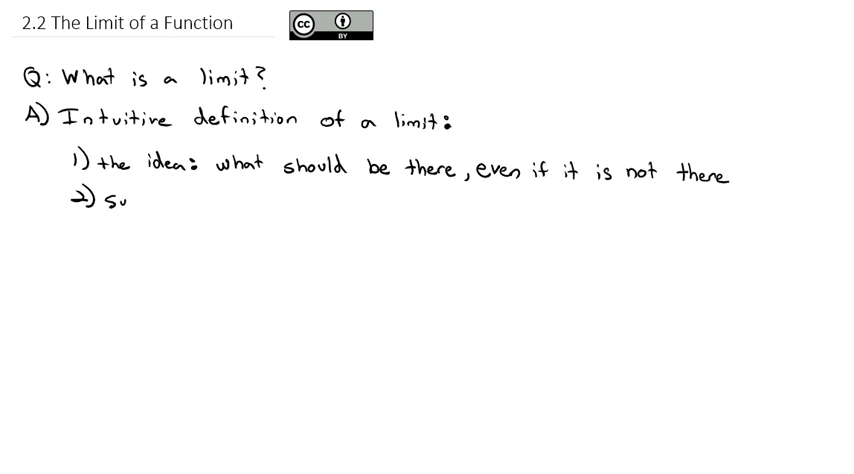 2.2 The Limit of a Function
cc BY
Q: What is a limit?
A) Intuitive definition of a limit:
1) the idea: what should be there, even if it is not there
2) su